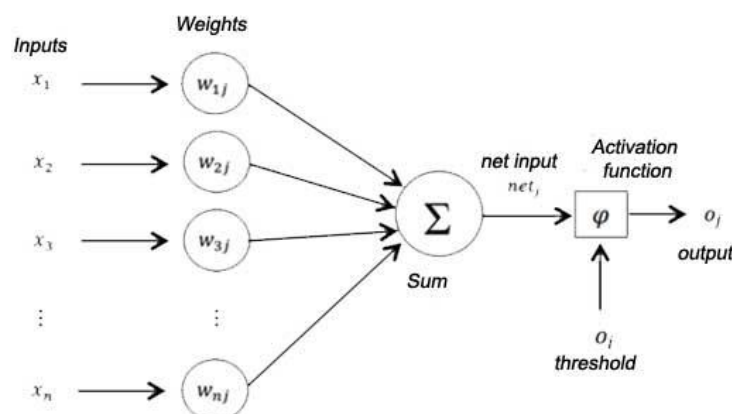 Inputs
Weights
x₁
w₁ⱼ
x₂
w₂ⱼ
x₃
w₃ⱼ
⋮
⋮
xₙ
wₙⱼ
Σ
Sum
net input
netⱼ
Activation
function
φ
oⱼ
output
oᵢ
threshold